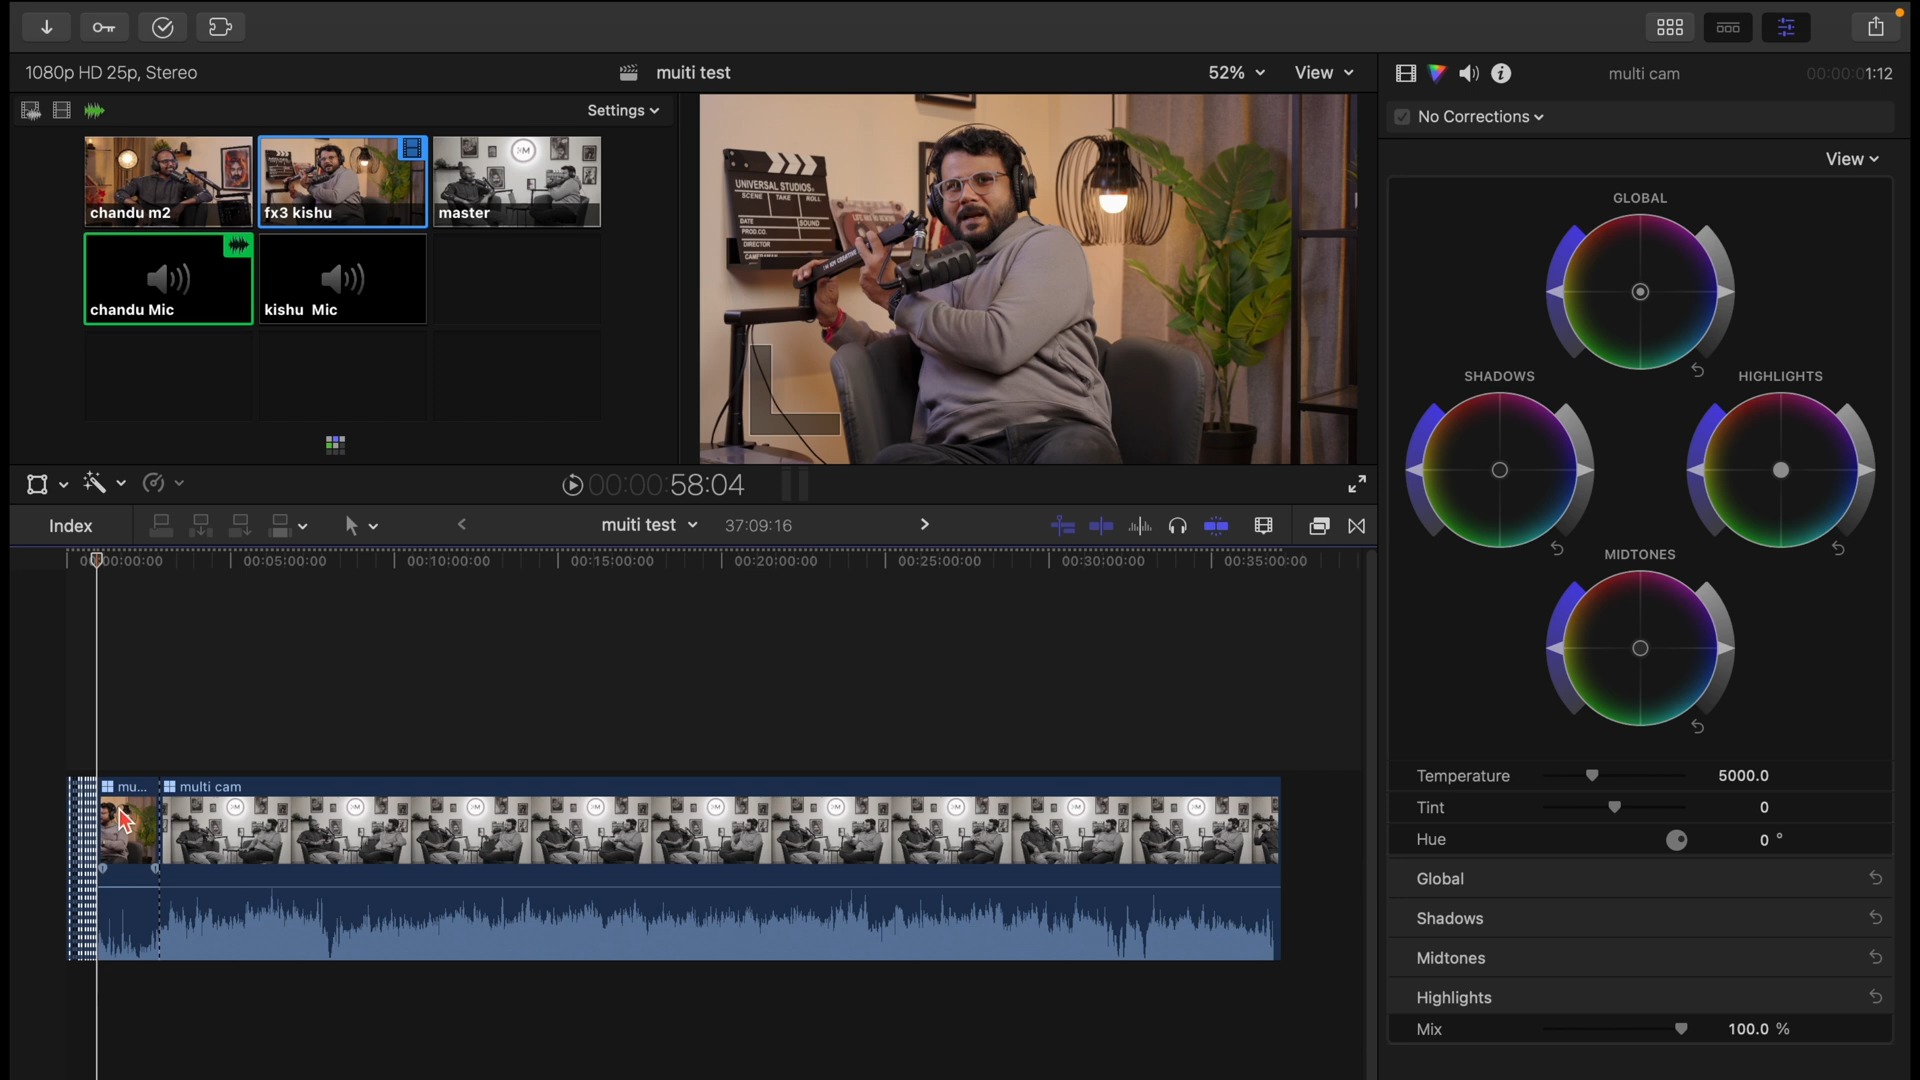 1080p HD 25p, Stereo
muiti test
52%
View
multi cam
00:00:01:12
Settings
No Corrections
View
chandu m2
fx3 kishu
master
chandu Mic
kishu Mic
UNIVERSAL STUDIOS
SCENE TAKE ROLL
DATE SOUND
PROD.CO.
DIRECTOR
CAMERAMAN
GLOBAL
SHADOWS
HIGHLIGHTS
MIDTONES
00:00:58:04
Index
muiti test
37:09:16
00:00:00:00
00:05:00:00
00:10:00:00
00:15:00:00
00:20:00:00
00:25:00:00
00:30:00:00
00:35:00:00
mu...
multi cam
Temperature 5000.0
Tint 0
Hue 0 °
Global
Shadows
Midtones
Highlights
Mix 100.0 %